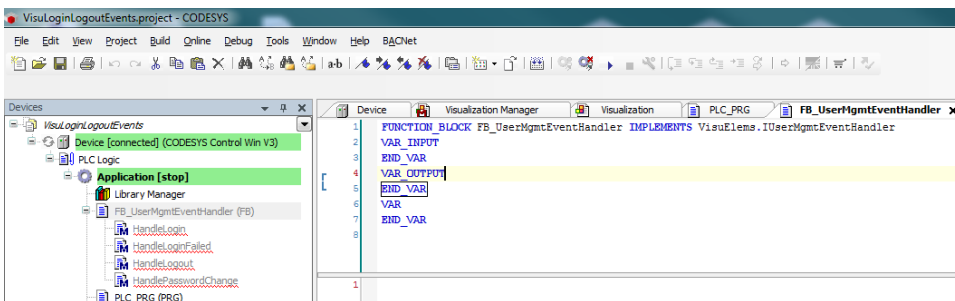 VisuLoginLogoutEvents.project - CODESYS
File Edit View Project Build Online Debug Tools Window Help BACNet
Devices
VisuLoginLogoutEvents
Device [connected] (CODESYS Control Win V3)
PLC Logic
Application [stop]
Library Manager
FB_UserMgmtEventHandler (FB)
HandleLogin
HandleLoginFailed
HandleLogout
HandlePasswordChange
PLC_PRG (PRG)
Device Visualization Manager Visualization PLC_PRG FB_UserMgmtEventHandler
1 FUNCTION_BLOCK FB_UserMgmtEventHandler IMPLEMENTS VisuElems.IUserMgmtEventHandler
2 VAR_INPUT
3 END_VAR
4 VAR_OUTPUT
5 END_VAR
6 VAR
7 END_VAR
8
1